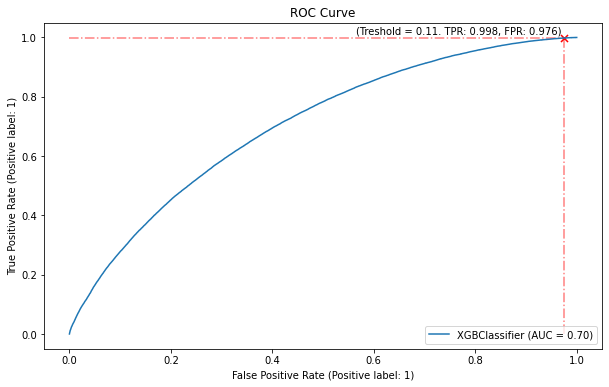 ROC Curve
(Treshold = 0.11. TPR: 0.998, FPR: 0.976)
1.0
0.8
0.6
0.4
0.2
0.0
True Positive Rate (Positive label: 1)
XGBClassifier (AUC = 0.70)
0.0 0.2 0.4 0.6 0.8 1.0
False Positive Rate (Positive label: 1)